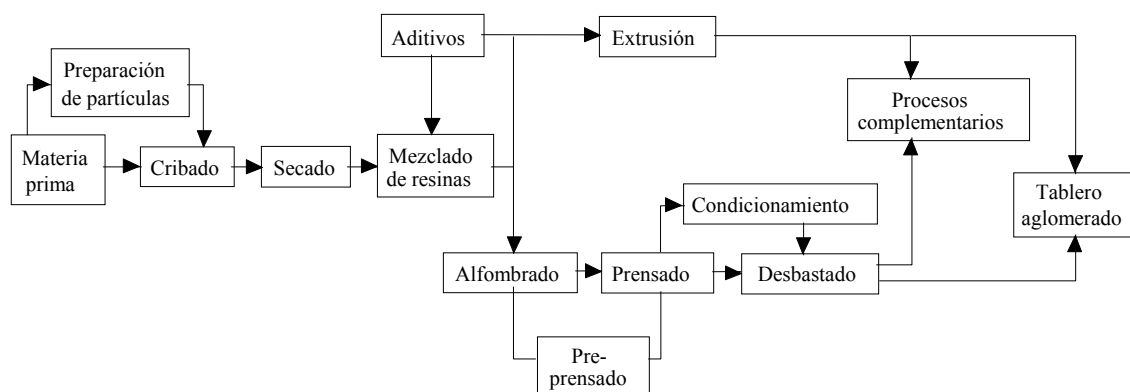 Aditivos
Extrusión
Preparación
de partículas
Procesos
complementarios
Materia
prima
Cribado
Secado
Mezclado
de resinas
Condicionamiento
Tablero
aglomerado
Alfombrado
Prensado
Desbastado
Pre-
prensado